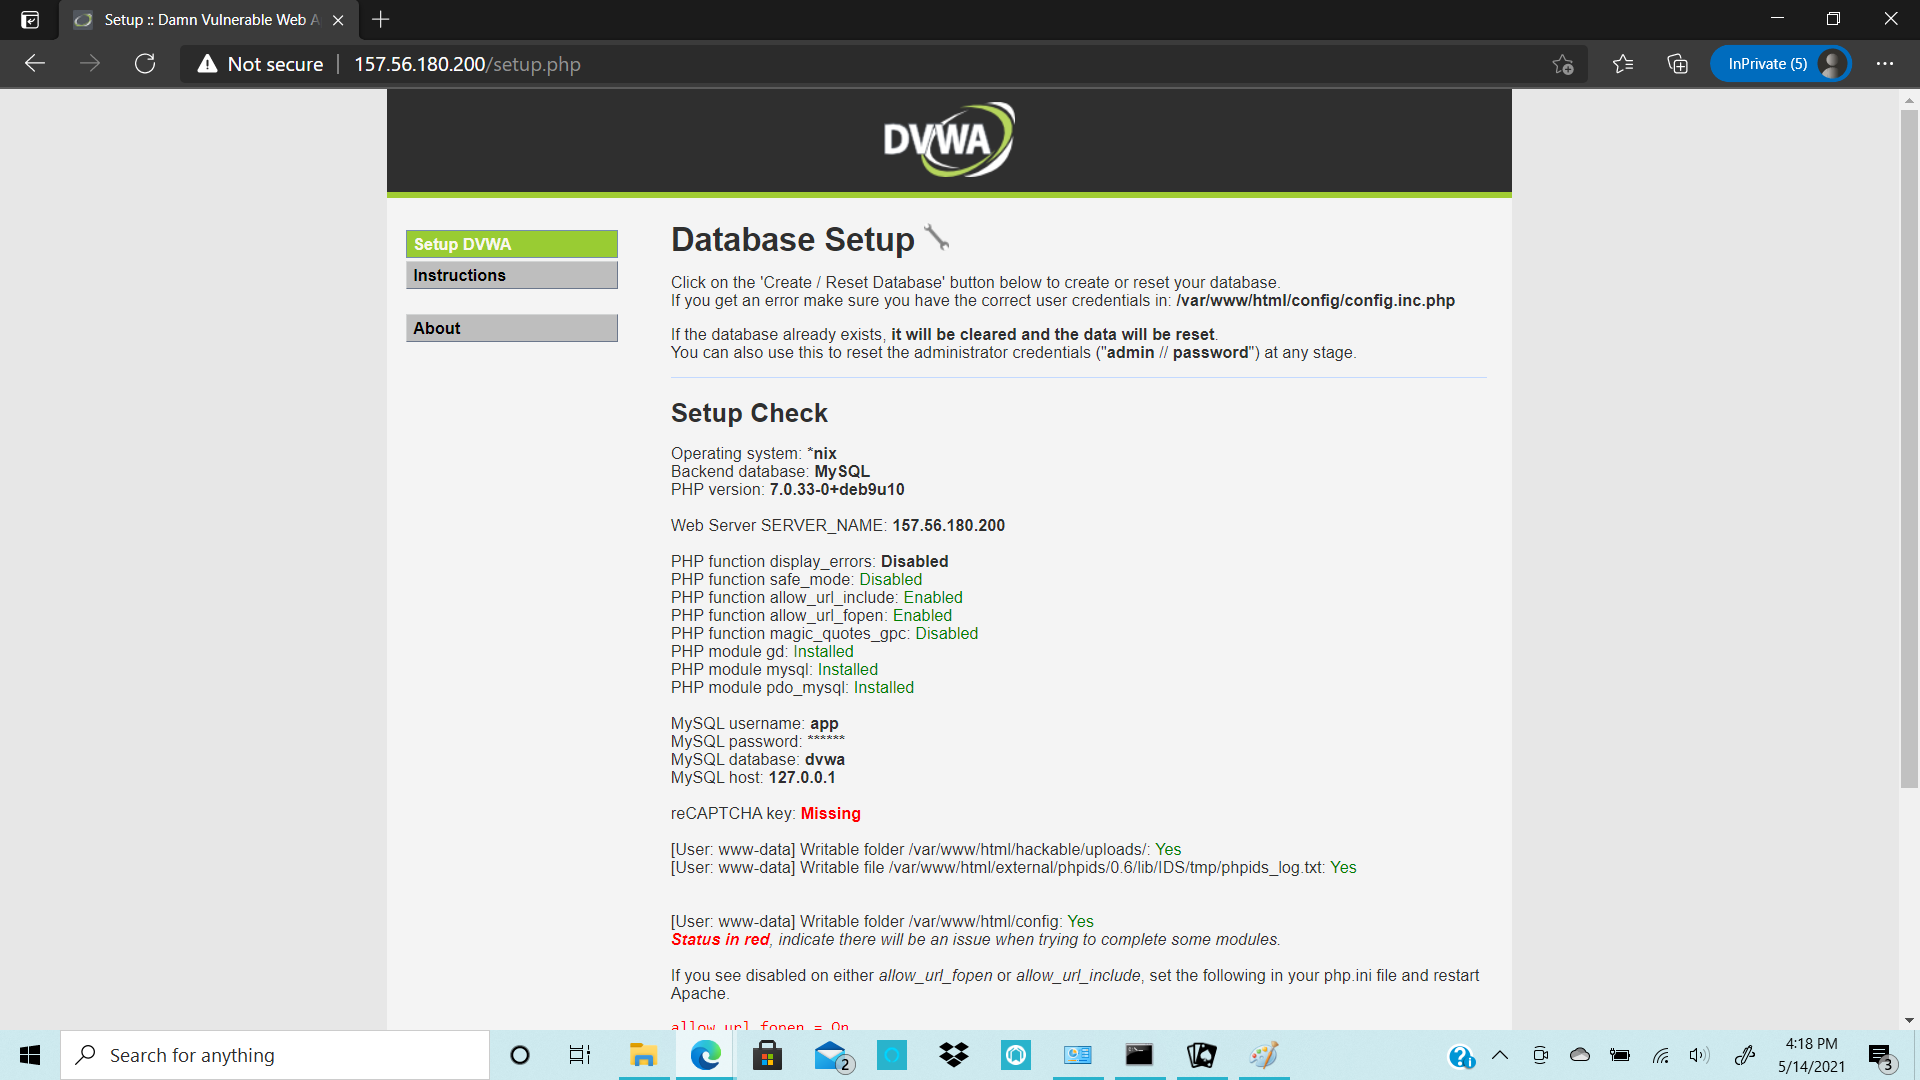 Setup :: Damn Vulnerable Web A
Not secure
157.56.180.200/setup.php
InPrivate (5)
DVWA
Setup DVWA
Instructions
About
Database Setup
Click on the 'Create / Reset Database' button below to create or reset your database.
If you get an error make sure you have the correct user credentials in: /var/www/html/config/config.inc.php
If the database already exists, it will be cleared and the data will be reset.
You can also use this to reset the administrator credentials ("admin // password") at any stage.
Setup Check
Operating system: *nix
Backend database: MySQL
PHP version: 7.0.33-0+deb9u10
Web Server SERVER_NAME: 157.56.180.200
PHP function display_errors: Disabled
PHP function safe_mode: Disabled
PHP function allow_url_include: Enabled
PHP function allow_url_fopen: Enabled
PHP function magic_quotes_gpc: Disabled
PHP module gd: Installed
PHP module mysql: Installed
PHP module pdo_mysql: Installed
MySQL username: app
MySQL password: ******
MySQL database: dvwa
MySQL host: 127.0.0.1
reCAPTCHA key: Missing
[User: www-data] Writable folder /var/www/html/hackable/uploads/: Yes
[User: www-data] Writable file /var/www/html/external/phpids/0.6/lib/IDS/tmp/phpids_log.txt: Yes
[User: www-data] Writable folder /var/www/html/config: Yes
Status in red, indicate there will be an issue when trying to complete some modules.
If you see disabled on either allow_url_fopen or allow_url_include, set the following in your php.ini file and restart
Apache.
allow_url_fopen = On
Search for anything
2
4:18 PM
5/14/2021
3